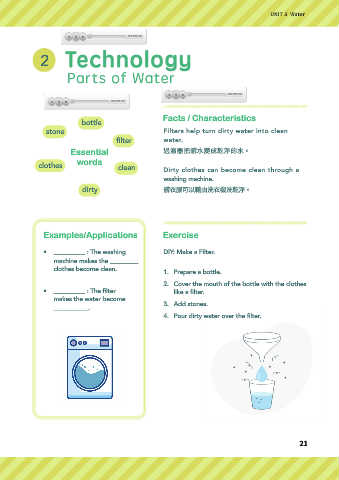 UNIT 8 Water
2
Technology
Parts of Water
bottle
stone
filter
Essential
words
clothes
clean
dirty
Facts / Characteristics
Filters help turn dirty water into clean
water.
過濾器把髒水變成乾淨的水。
Dirty clothes can become clean through a
washing machine.
髒衣服可以藉由洗衣機洗乾淨。
Examples/Applications
• ________ : The washing
machine makes the ________
clothes become clean.
• ________ : The filter
makes the water become
________.
Exercise
DIY: Make a Filter.
1. Prepare a bottle.
2. Cover the mouth of the bottle with the clothes
like a filter.
3. Add stones.
4. Pour dirty water over the filter.
21